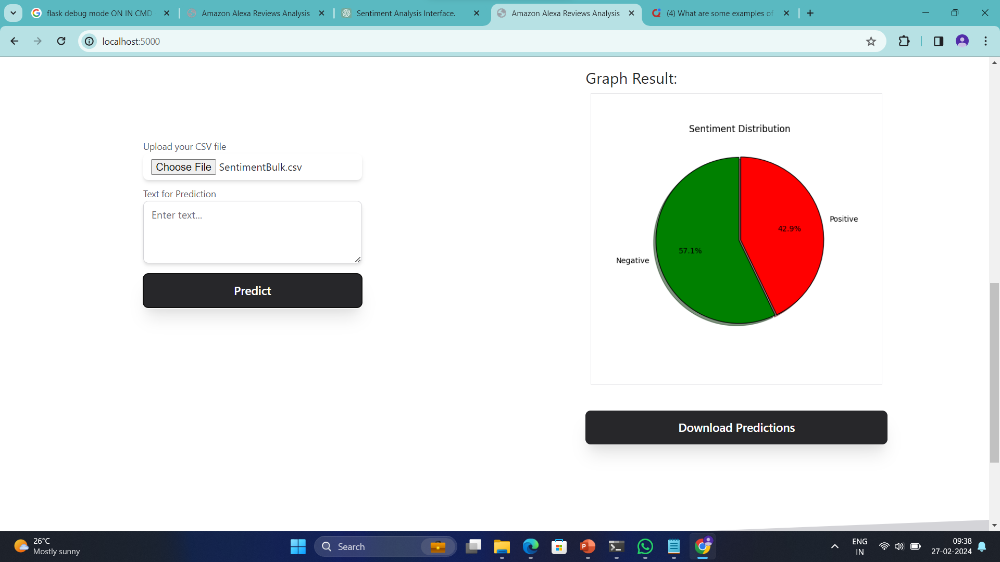 flask debug mode ON IN CMD
Amazon Alexa Reviews Analysis
Sentiment Analysis Interface.
Amazon Alexa Reviews Analysis
(4) What are some examples of
localhost:5000
Graph Result:
Sentiment Distribution
Upload your CSV file
Choose File SentimentBulk.csv
Text for Prediction
Enter text...
Predict
Positive
42.9%
57.1%
Negative
Download Predictions
26°C
Mostly sunny
Search
ENG
IN
09:38
27-02-2024